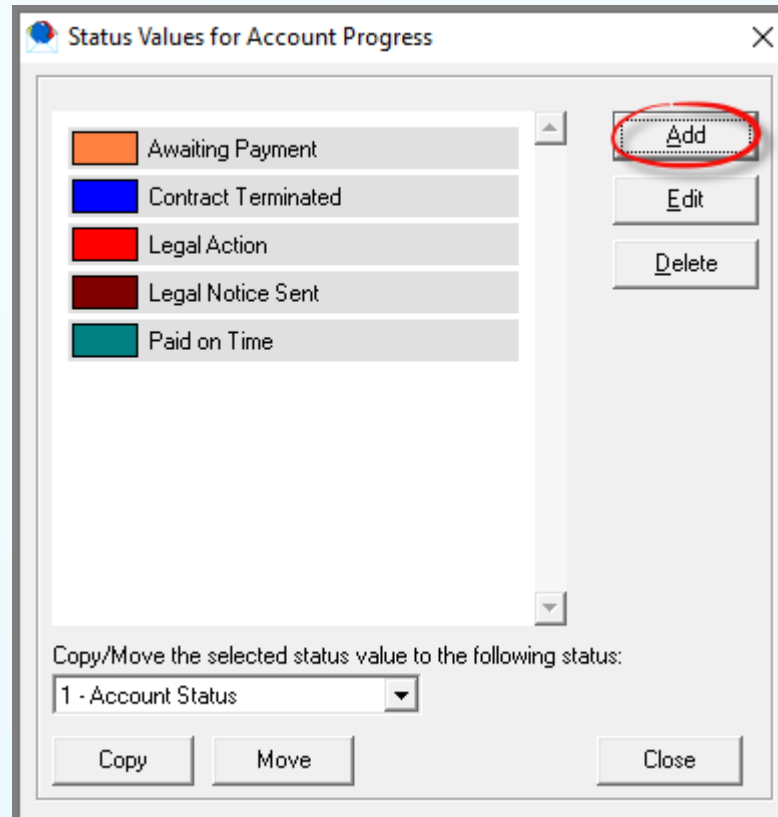 Status Values for Account Progress
Awaiting Payment
Contract Terminated
Legal Action
Legal Notice Sent
Paid on Time
Add
Edit
Delete
Copy/Move the selected status value to the following status:
1 - Account Status
Copy
Move
Close